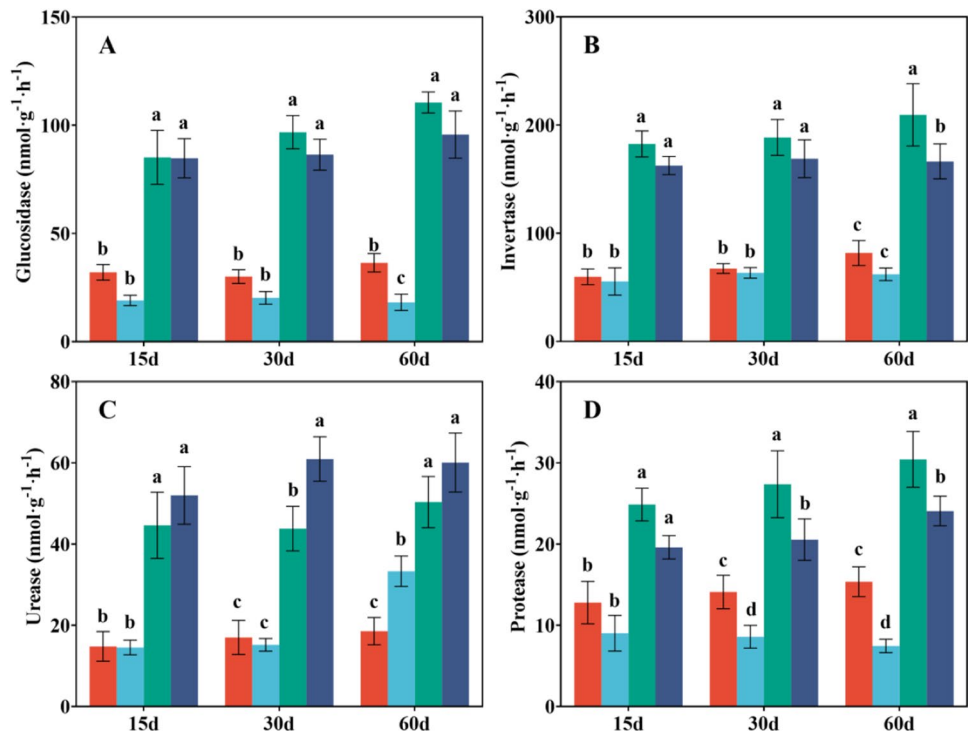 A
Glucosidase (nmol·g⁻¹·h⁻¹)
150
100
50
0
b b a a
b b a a
b c a a
15d 30d 60d
B
Invertase (nmol·g⁻¹·h⁻¹)
300
200
100
0
b b a a
b b a a
c c a b
15d 30d 60d
C
Urease (nmol·g⁻¹·h⁻¹)
80
60
40
20
0
b b a a
c c b a
c b a a
15d 30d 60d
D
Protease (nmol·g⁻¹·h⁻¹)
40
30
20
10
0
b b a a
c d a b
c d a b
15d 30d 60d